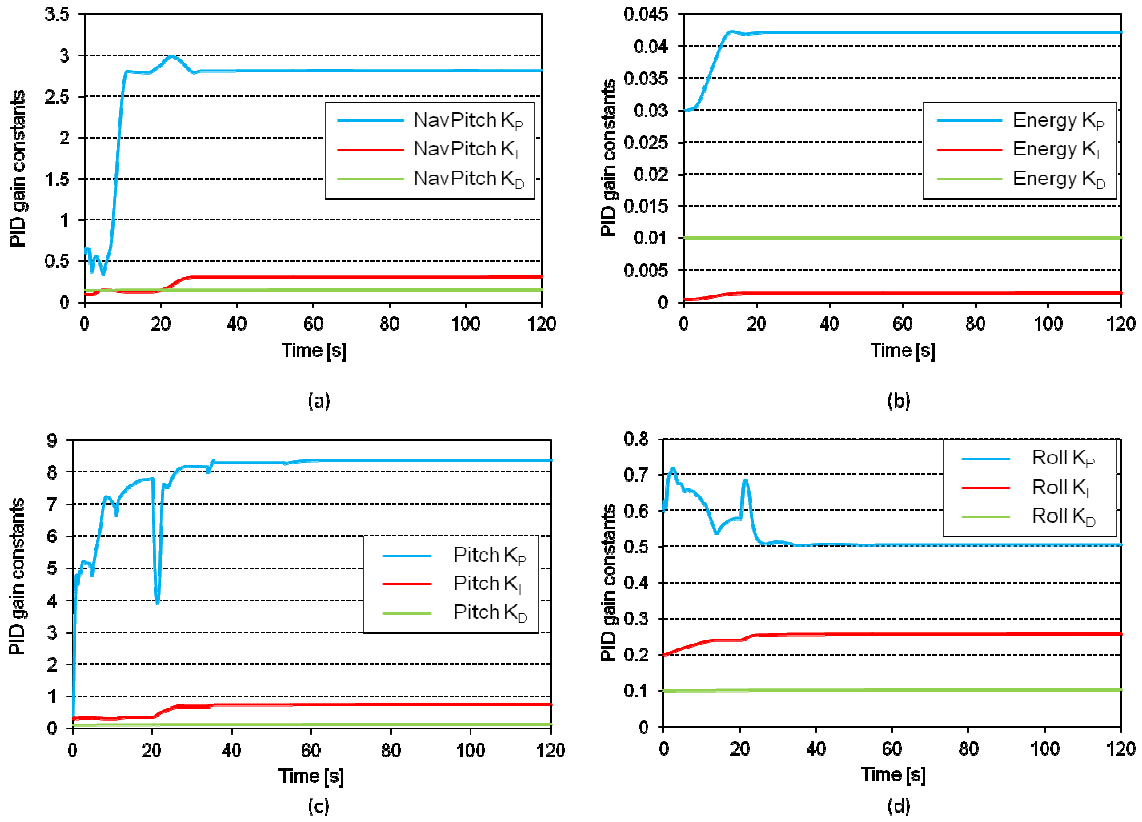 PID gain constants
3.5
3
2.5
2
1.5
1
0.5
0
0 20 40 60 80 100 120
Time [s]
NavPitch KP
NavPitch KI
NavPitch KD
(a)
PID gain constants
0.045
0.04
0.035
0.03
0.025
0.02
0.015
0.01
0.005
0
0 20 40 60 80 100 120
Time [s]
Energy KP
Energy KI
Energy KD
(b)
PID gain constants
9
8
7
6
5
4
3
2
1
0
0 20 40 60 80 100 120
Time [s]
Pitch KP
Pitch KI
Pitch KD
(c)
PID gain constants
0.8
0.7
0.6
0.5
0.4
0.3
0.2
0.1
0
0 20 40 60 80 100 120
Time [s]
Roll KP
Roll KI
Roll KD
(d)